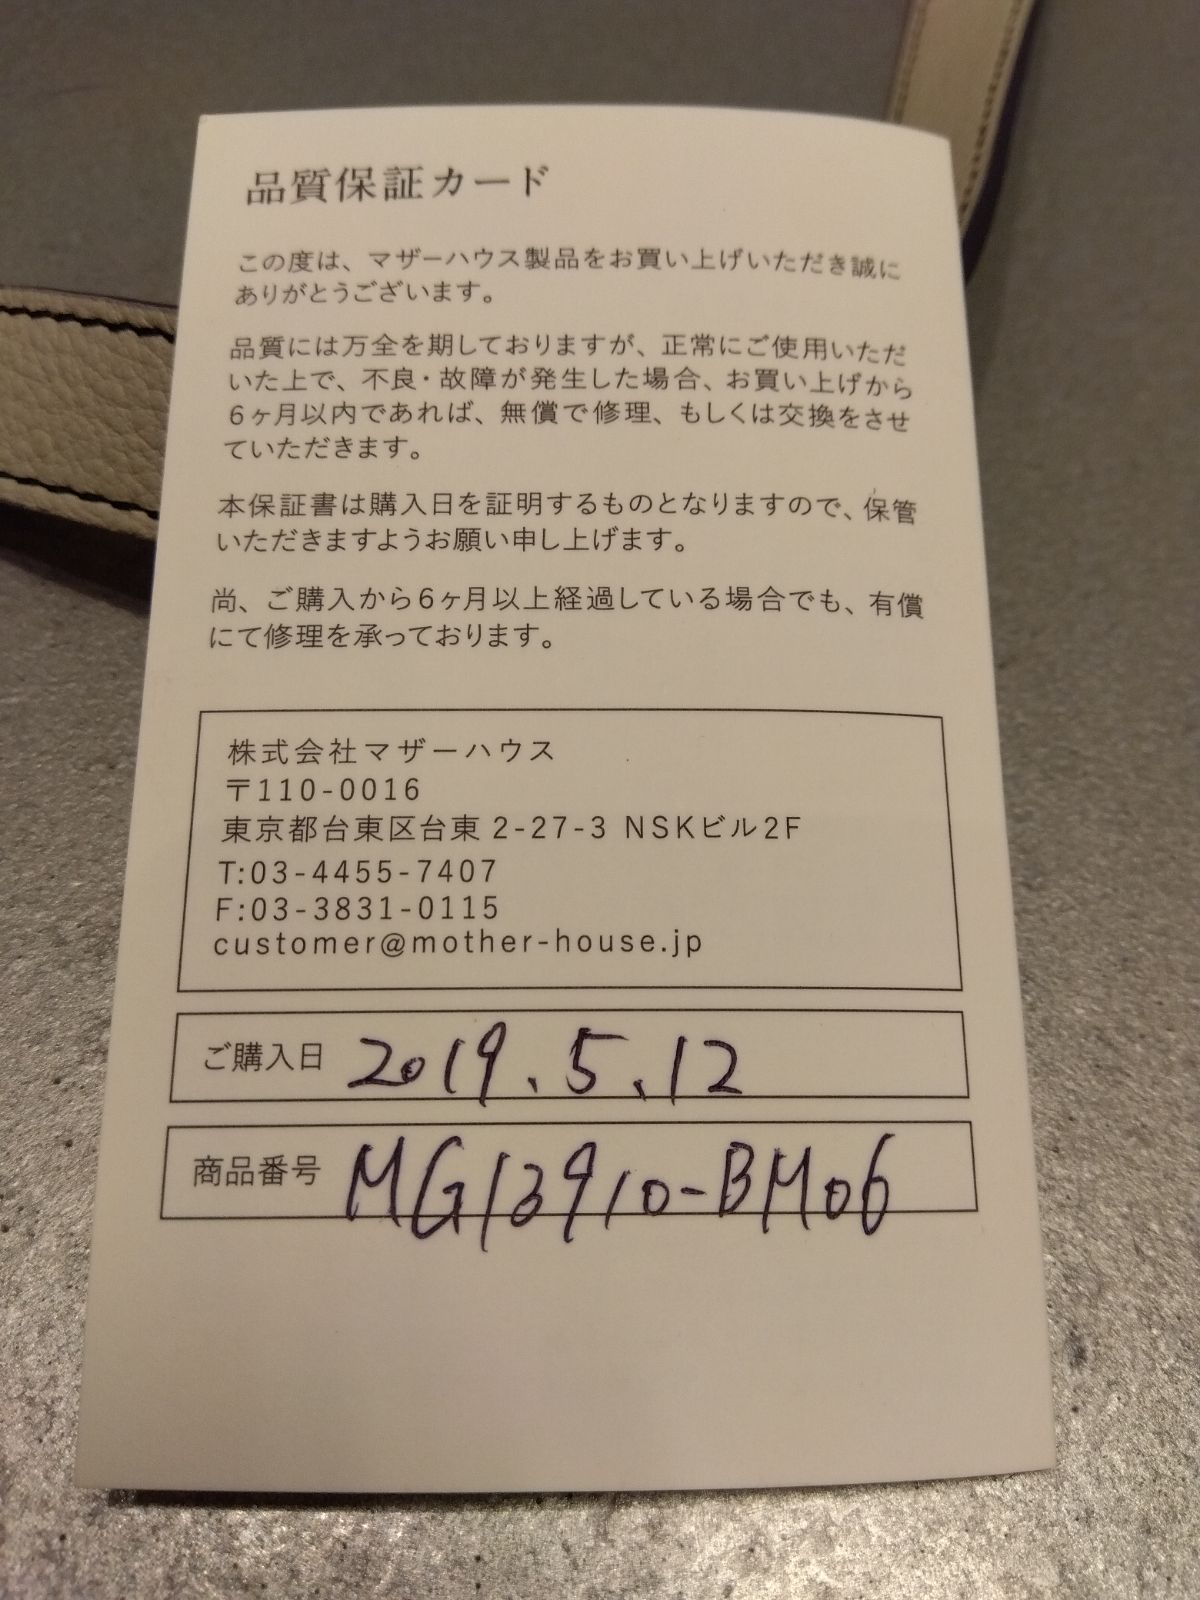 品質保証カード
この度は、マザーハウス製品をお買い上げいただき誠に
ありがとうございます。
品質には万全を期しておりますが、正常にご使用いただ
いた上で、不良・故障が発生した場合、お買い上げから
6ヶ月以内であれば、無償で修理、もしくは交換をさせ
ていただきます。
本保証書は購入日を証明するものとなりますので、保管
いただきますようお願い申し上げます。
尚、ご購入から6ヶ月以上経過している場合でも、有償
にて修理を承っております。
株式会社マザーハウス
〒110-0016
東京都台東区台東2-27-3 NSKビル2F
T:03-4455-7407
F:03-3831-0115
customer@mother-house.jp
ご購入日 2019、5、12
商品番号 MG13910-BM06